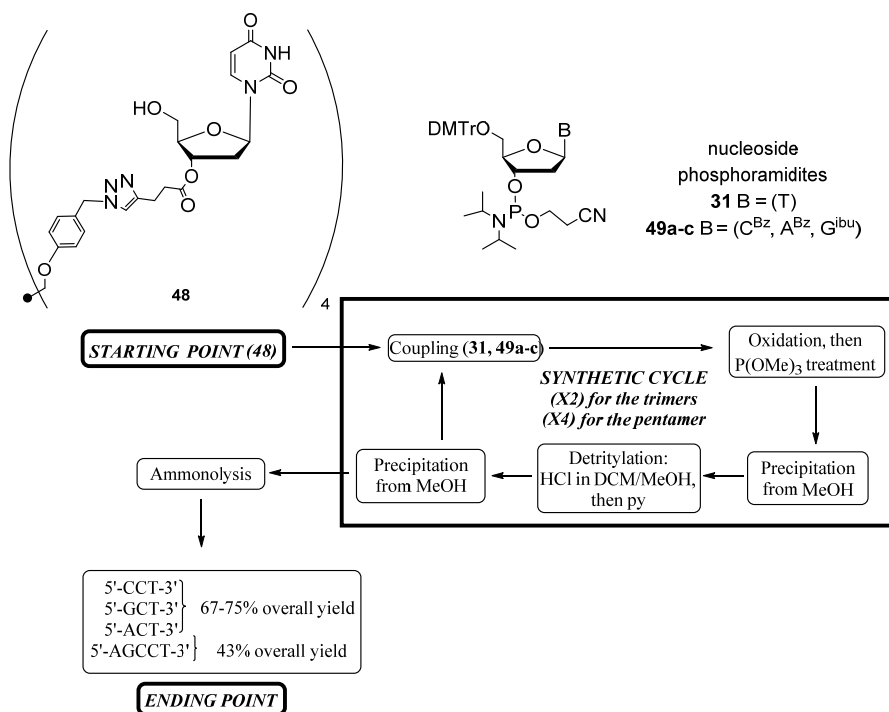 O
NH
N
O
HO
O
O
O
N
N
N
O
48
4
DMTrO
B
O
O
P
N
O
CN
nucleoside
phosphoramidites
31 B = (T)
49a-c B = (C^Bz, A^Bz, G^ibu)
STARTING POINT (48)
Coupling (31, 49a-c)
Oxidation, then
P(OMe)3 treatment
SYNTHETIC CYCLE
(X2) for the trimers
(X4) for the pentamer
Ammonolysis
Precipitation
from MeOH
Detritylation:
HCl in DCM/MeOH,
then py
Precipitation
from MeOH
5'-CCT-3'
5'-GCT-3'
5'-ACT-3'
67-75% overall yield
5'-AGCCT-3'
43% overall yield
ENDING POINT